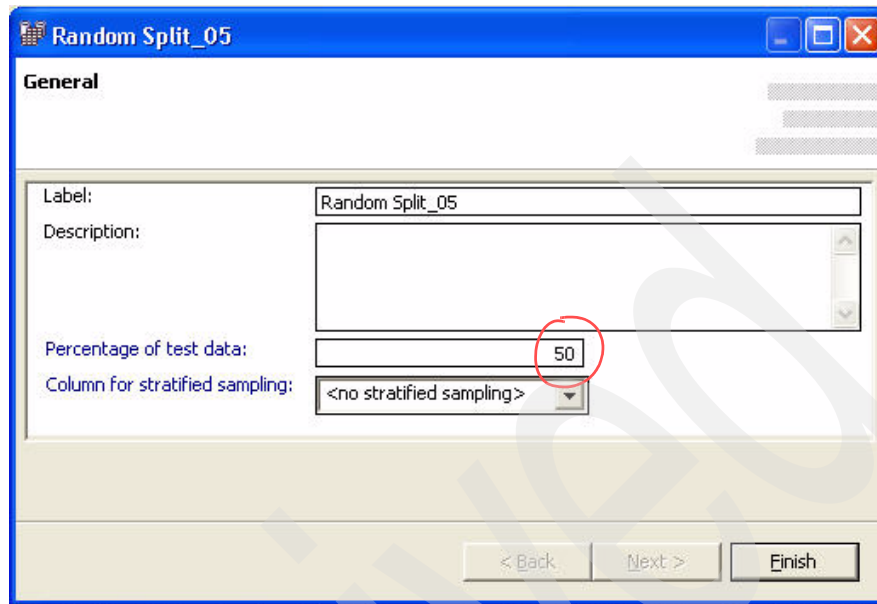 Random Split_05
General
Label:
Random Split_05
Description:
Percentage of test data:
50
Column for stratified sampling:
<no stratified sampling>
< Back
Next >
Finish